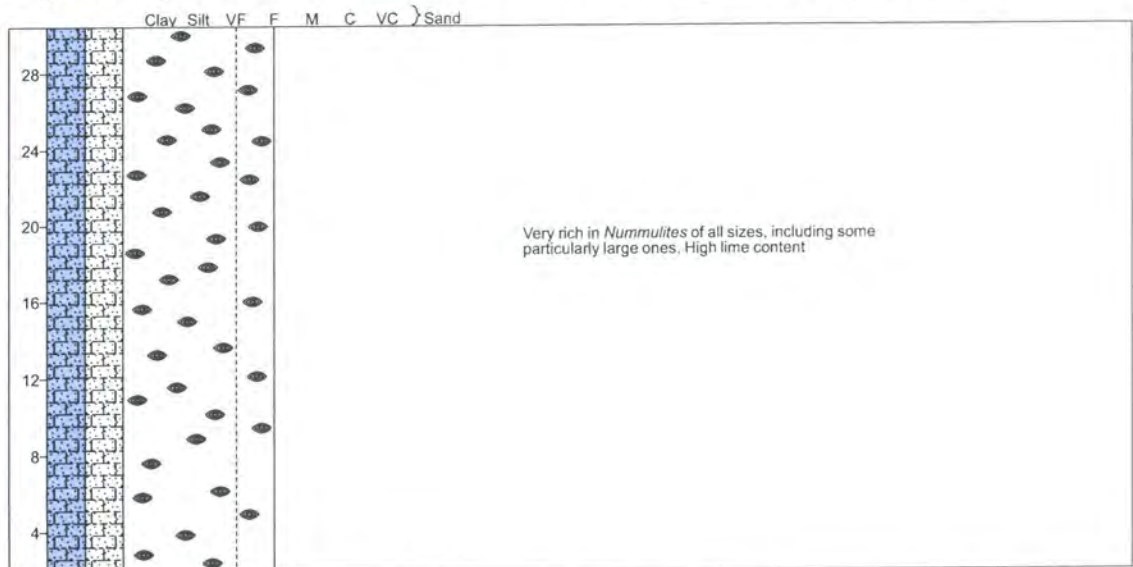 Clay Silt VF F M C VC }Sand
28
24
20
Very rich in Nummulites of all sizes, including some
particularly large ones. High lime content
16
12
8
4